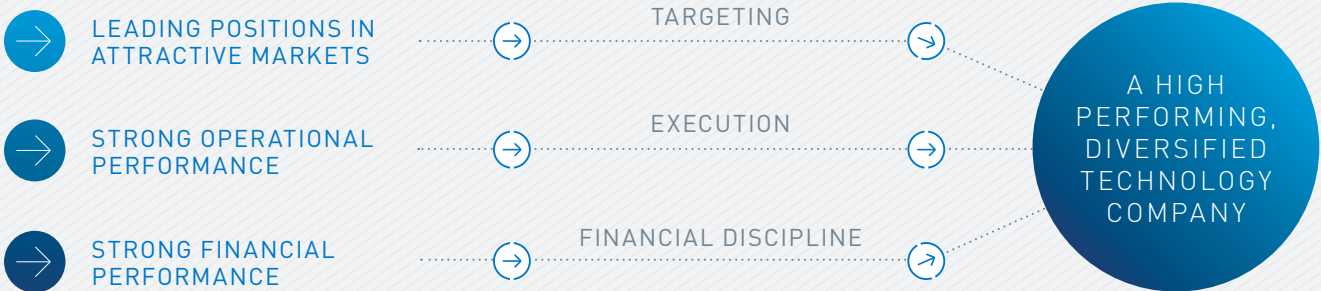 LEADING POSITIONS IN
ATTRACTIVE MARKETS
TARGETING
STRONG OPERATIONAL
PERFORMANCE
EXECUTION
STRONG FINANCIAL
PERFORMANCE
FINANCIAL DISCIPLINE
A HIGH
PERFORMING,
DIVERSIFIED
TECHNOLOGY
COMPANY